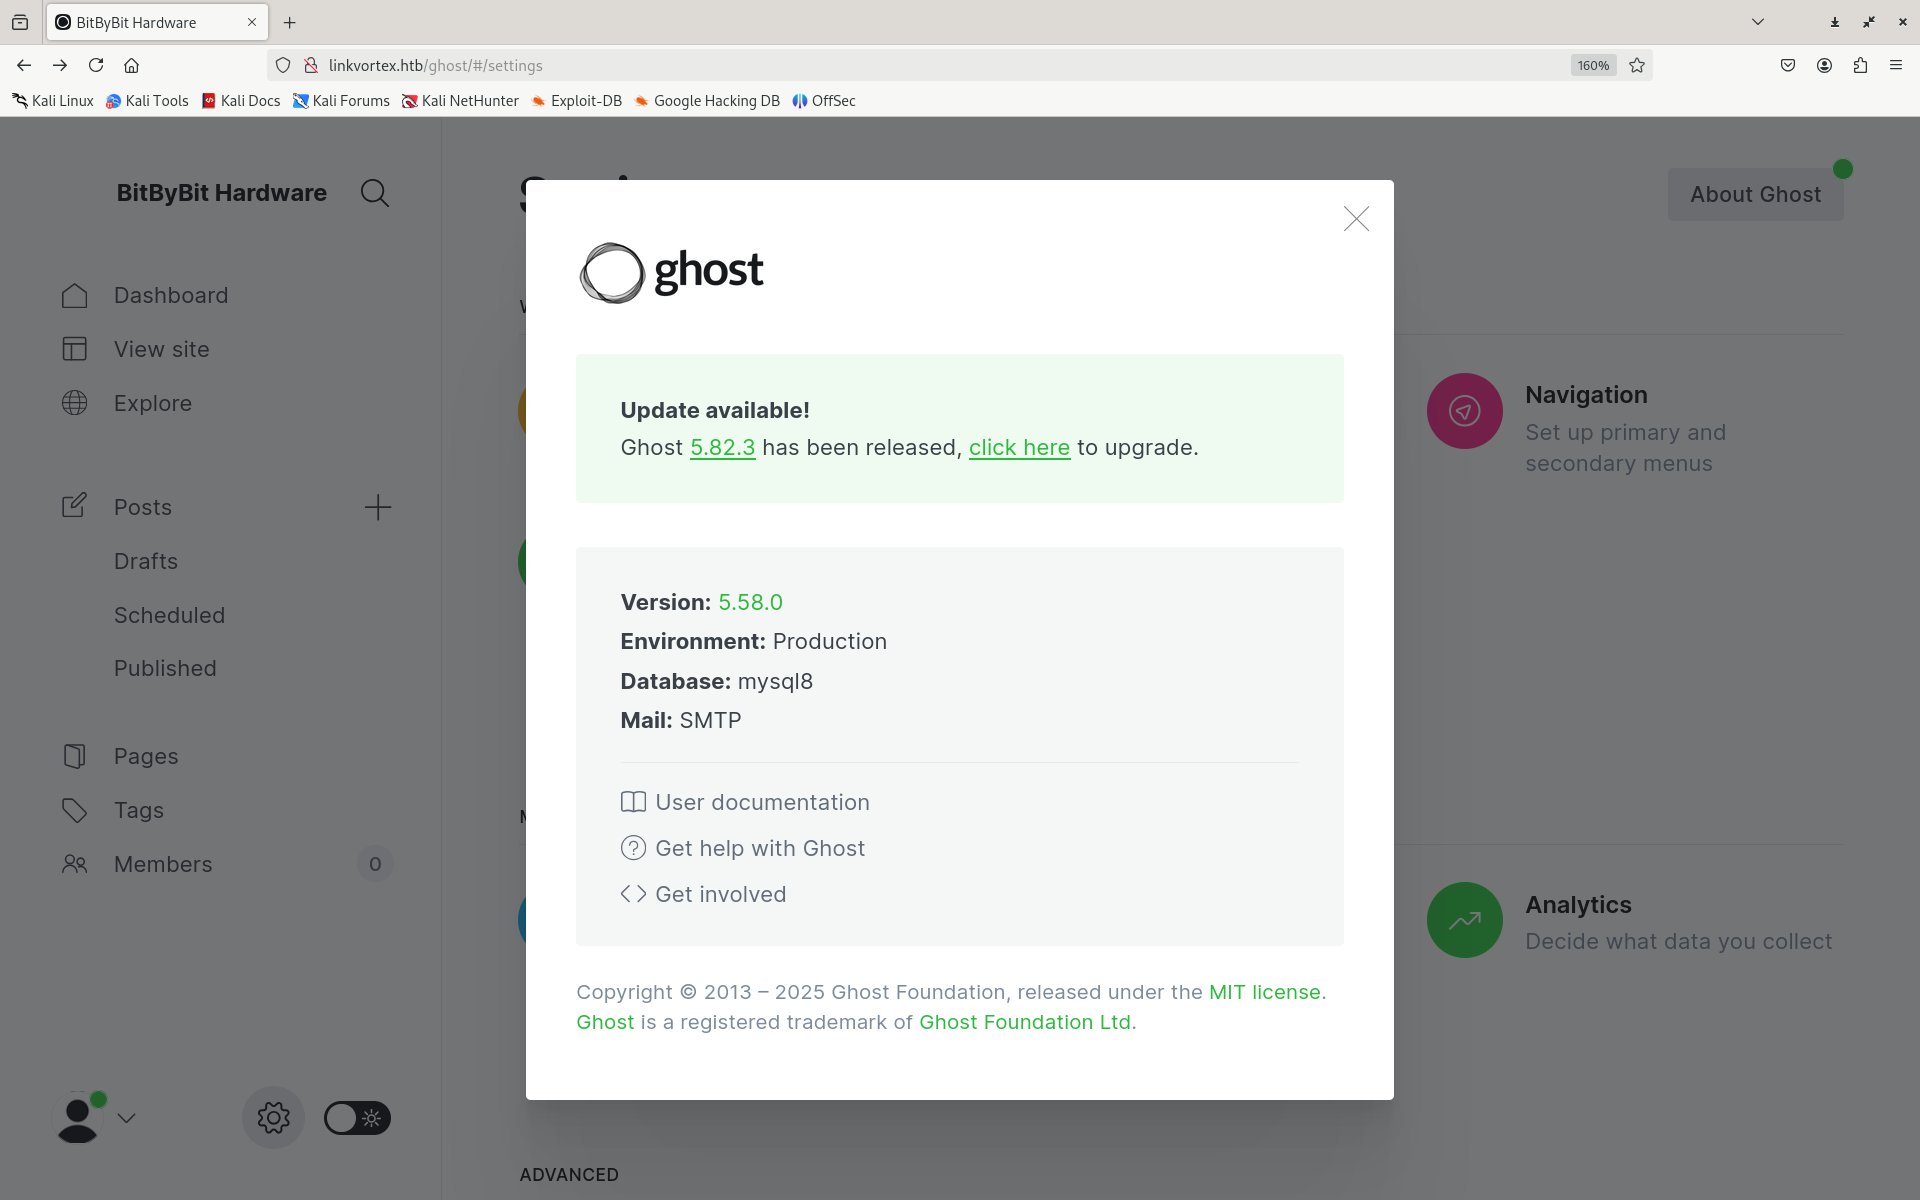 BitByBit Hardware
linkvortex.htb/ghost/#/settings
160%
Kali Linux
Kali Tools
Kali Docs
Kali Forums
Kali NetHunter
Exploit-DB
Google Hacking DB
OffSec
BitByBit Hardware
Dashboard
View site
Explore
Posts
Drafts
Scheduled
Published
Pages
Tags
Members
0
About Ghost
Navigation
Set up primary and
secondary menus
Analytics
Decide what data you collect
ADVANCED
ghost
Update available!
Ghost 5.82.3 has been released, click here to upgrade.
Version: 5.58.0
Environment: Production
Database: mysql8
Mail: SMTP
User documentation
Get help with Ghost
Get involved
Copyright © 2013 – 2025 Ghost Foundation, released under the MIT license.
Ghost is a registered trademark of Ghost Foundation Ltd.